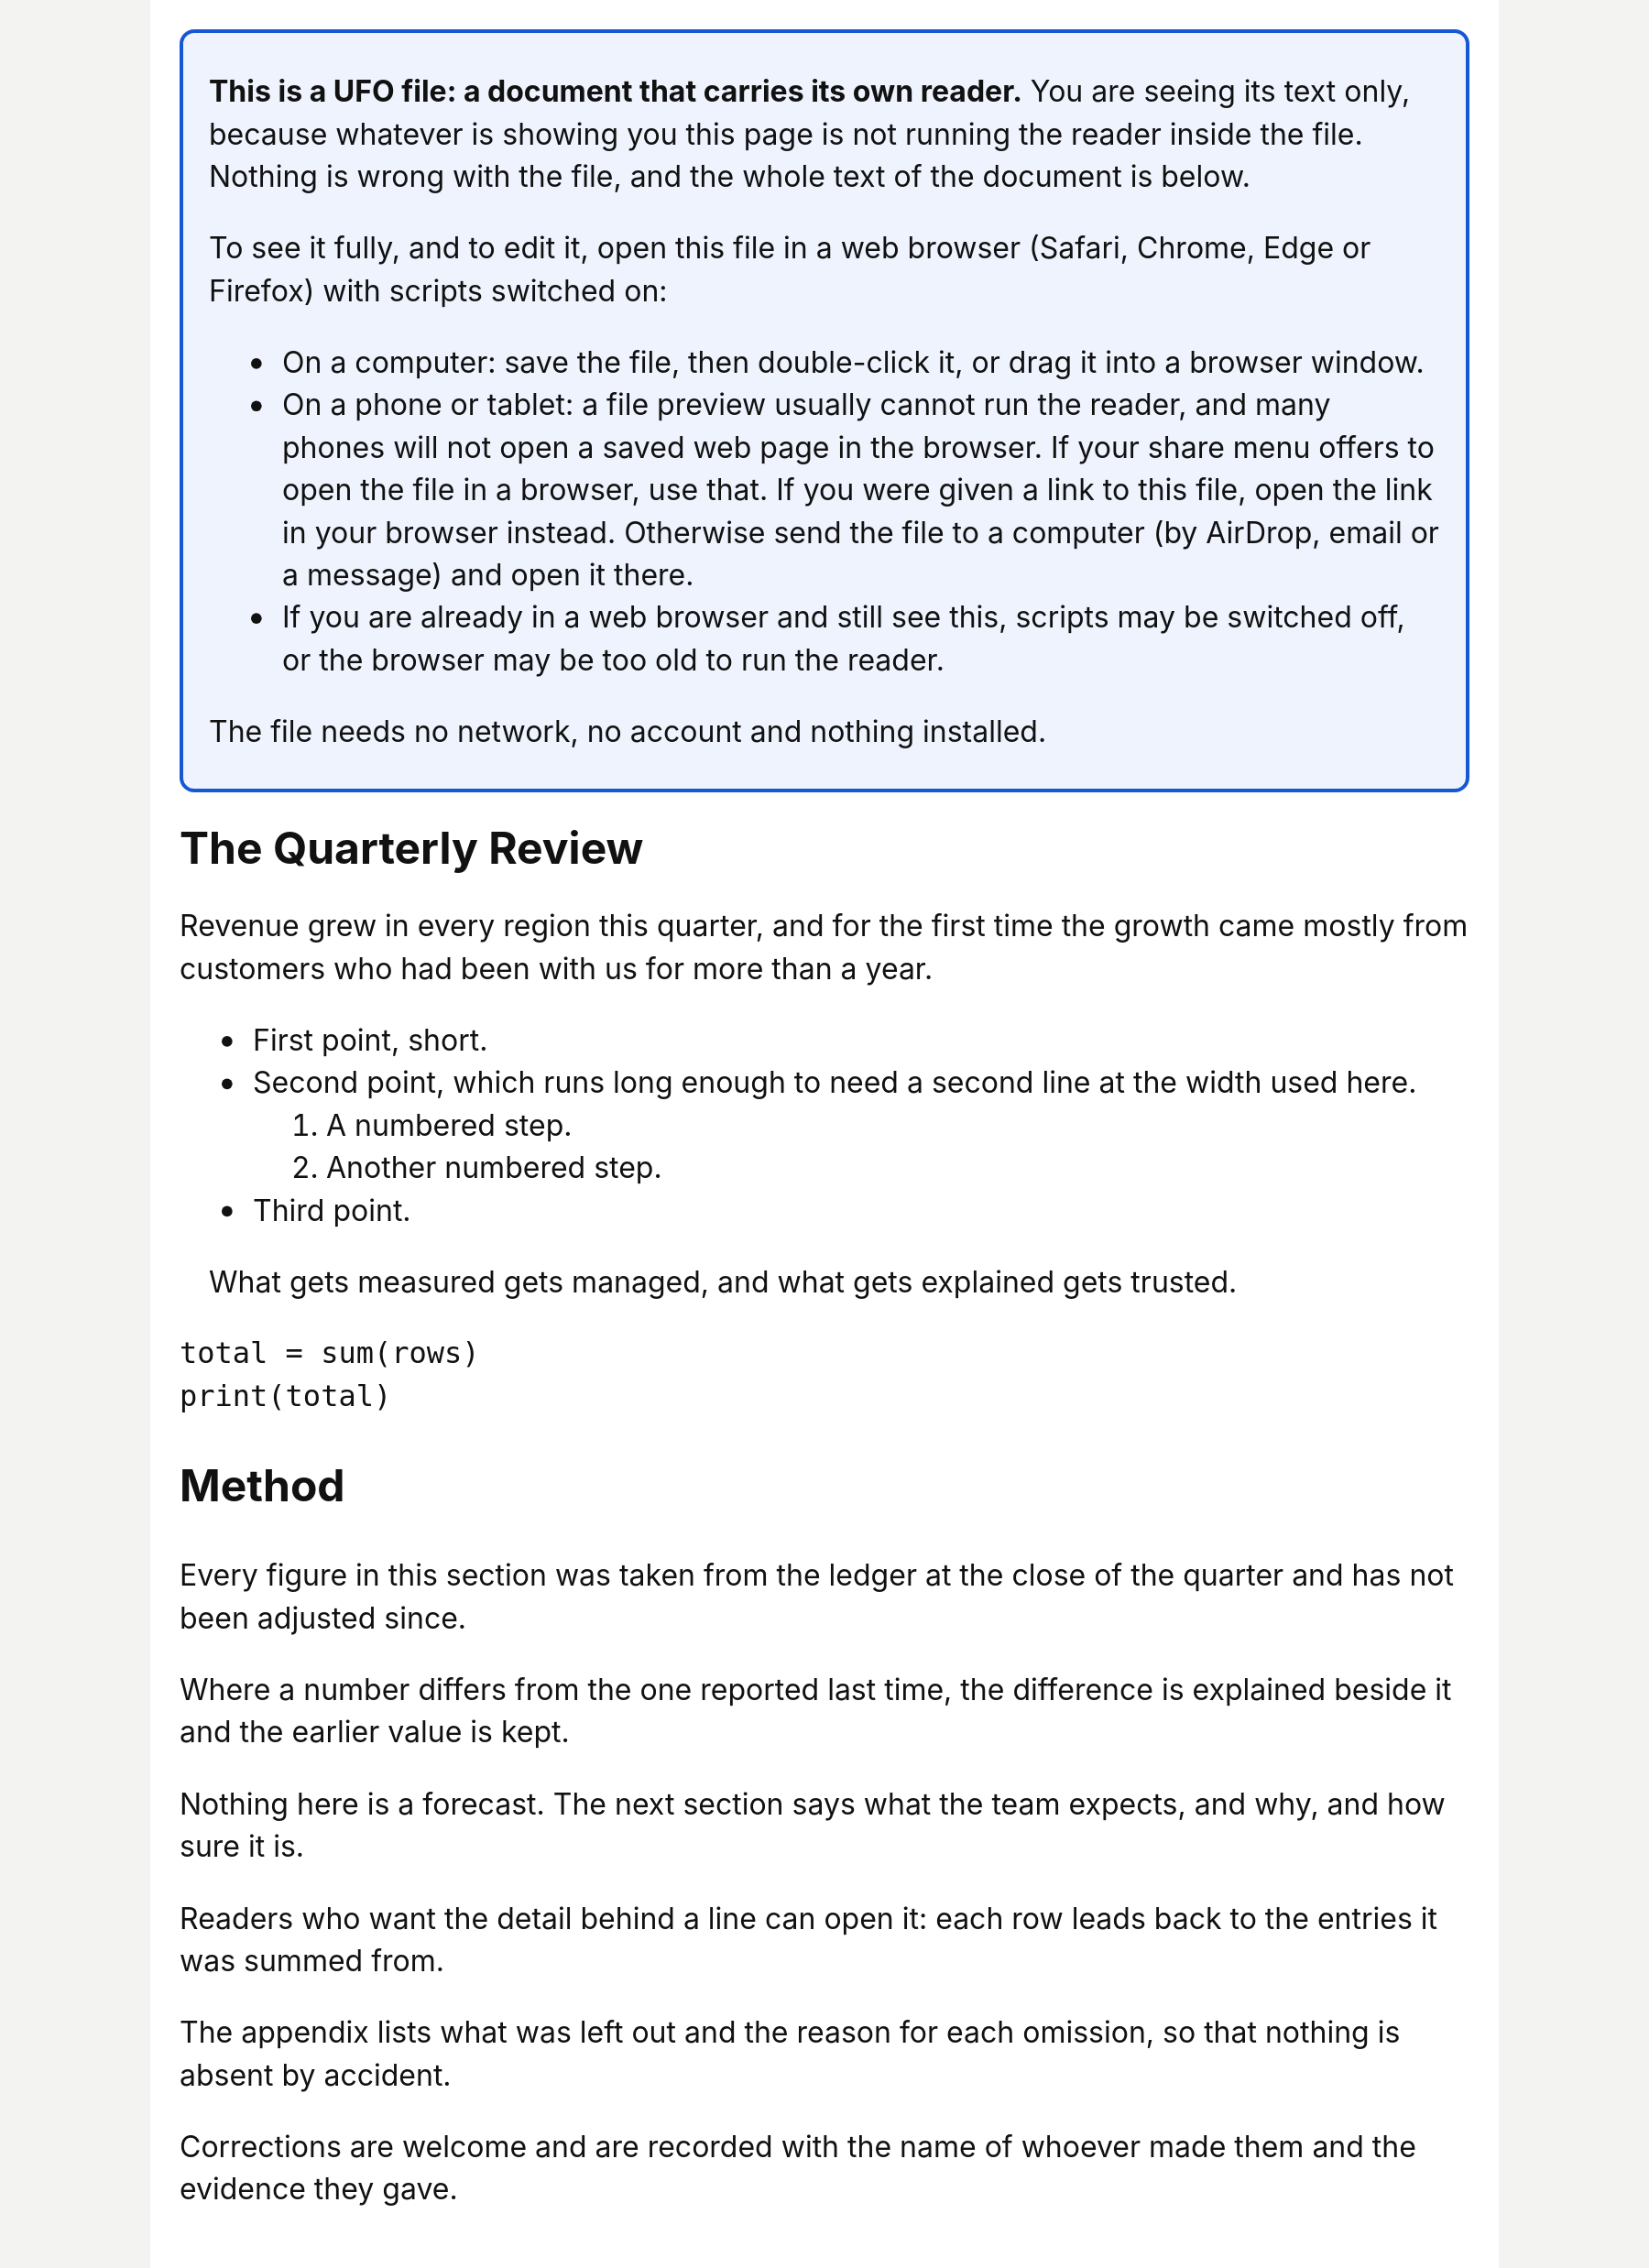 This is a UFO file: a document that carries its own reader. You are seeing its text only,
because whatever is showing you this page is not running the reader inside the file.
Nothing is wrong with the file, and the whole text of the document is below.
To see it fully, and to edit it, open this file in a web browser (Safari, Chrome, Edge or
Firefox) with scripts switched on:
• On a computer: save the file, then double-click it, or drag it into a browser window.
• On a phone or tablet: a file preview usually cannot run the reader, and many
phones will not open a saved web page in the browser. If your share menu offers to
open the file in a browser, use that. If you were given a link to this file, open the link
in your browser instead. Otherwise send the file to a computer (by AirDrop, email or
a message) and open it there.
• If you are already in a web browser and still see this, scripts may be switched off,
or the browser may be too old to run the reader.
The file needs no network, no account and nothing installed.
The Quarterly Review
Revenue grew in every region this quarter, and for the first time the growth came mostly from
customers who had been with us for more than a year.
• First point, short.
• Second point, which runs long enough to need a second line at the width used here.
1. A numbered step.
2. Another numbered step.
• Third point.
What gets measured gets managed, and what gets explained gets trusted.
total = sum(rows)
print(total)
Method
Every figure in this section was taken from the ledger at the close of the quarter and has not
been adjusted since.
Where a number differs from the one reported last time, the difference is explained beside it
and the earlier value is kept.
Nothing here is a forecast. The next section says what the team expects, and why, and how
sure it is.
Readers who want the detail behind a line can open it: each row leads back to the entries it
was summed from.
The appendix lists what was left out and the reason for each omission, so that nothing is
absent by accident.
Corrections are welcome and are recorded with the name of whoever made them and the
evidence they gave.